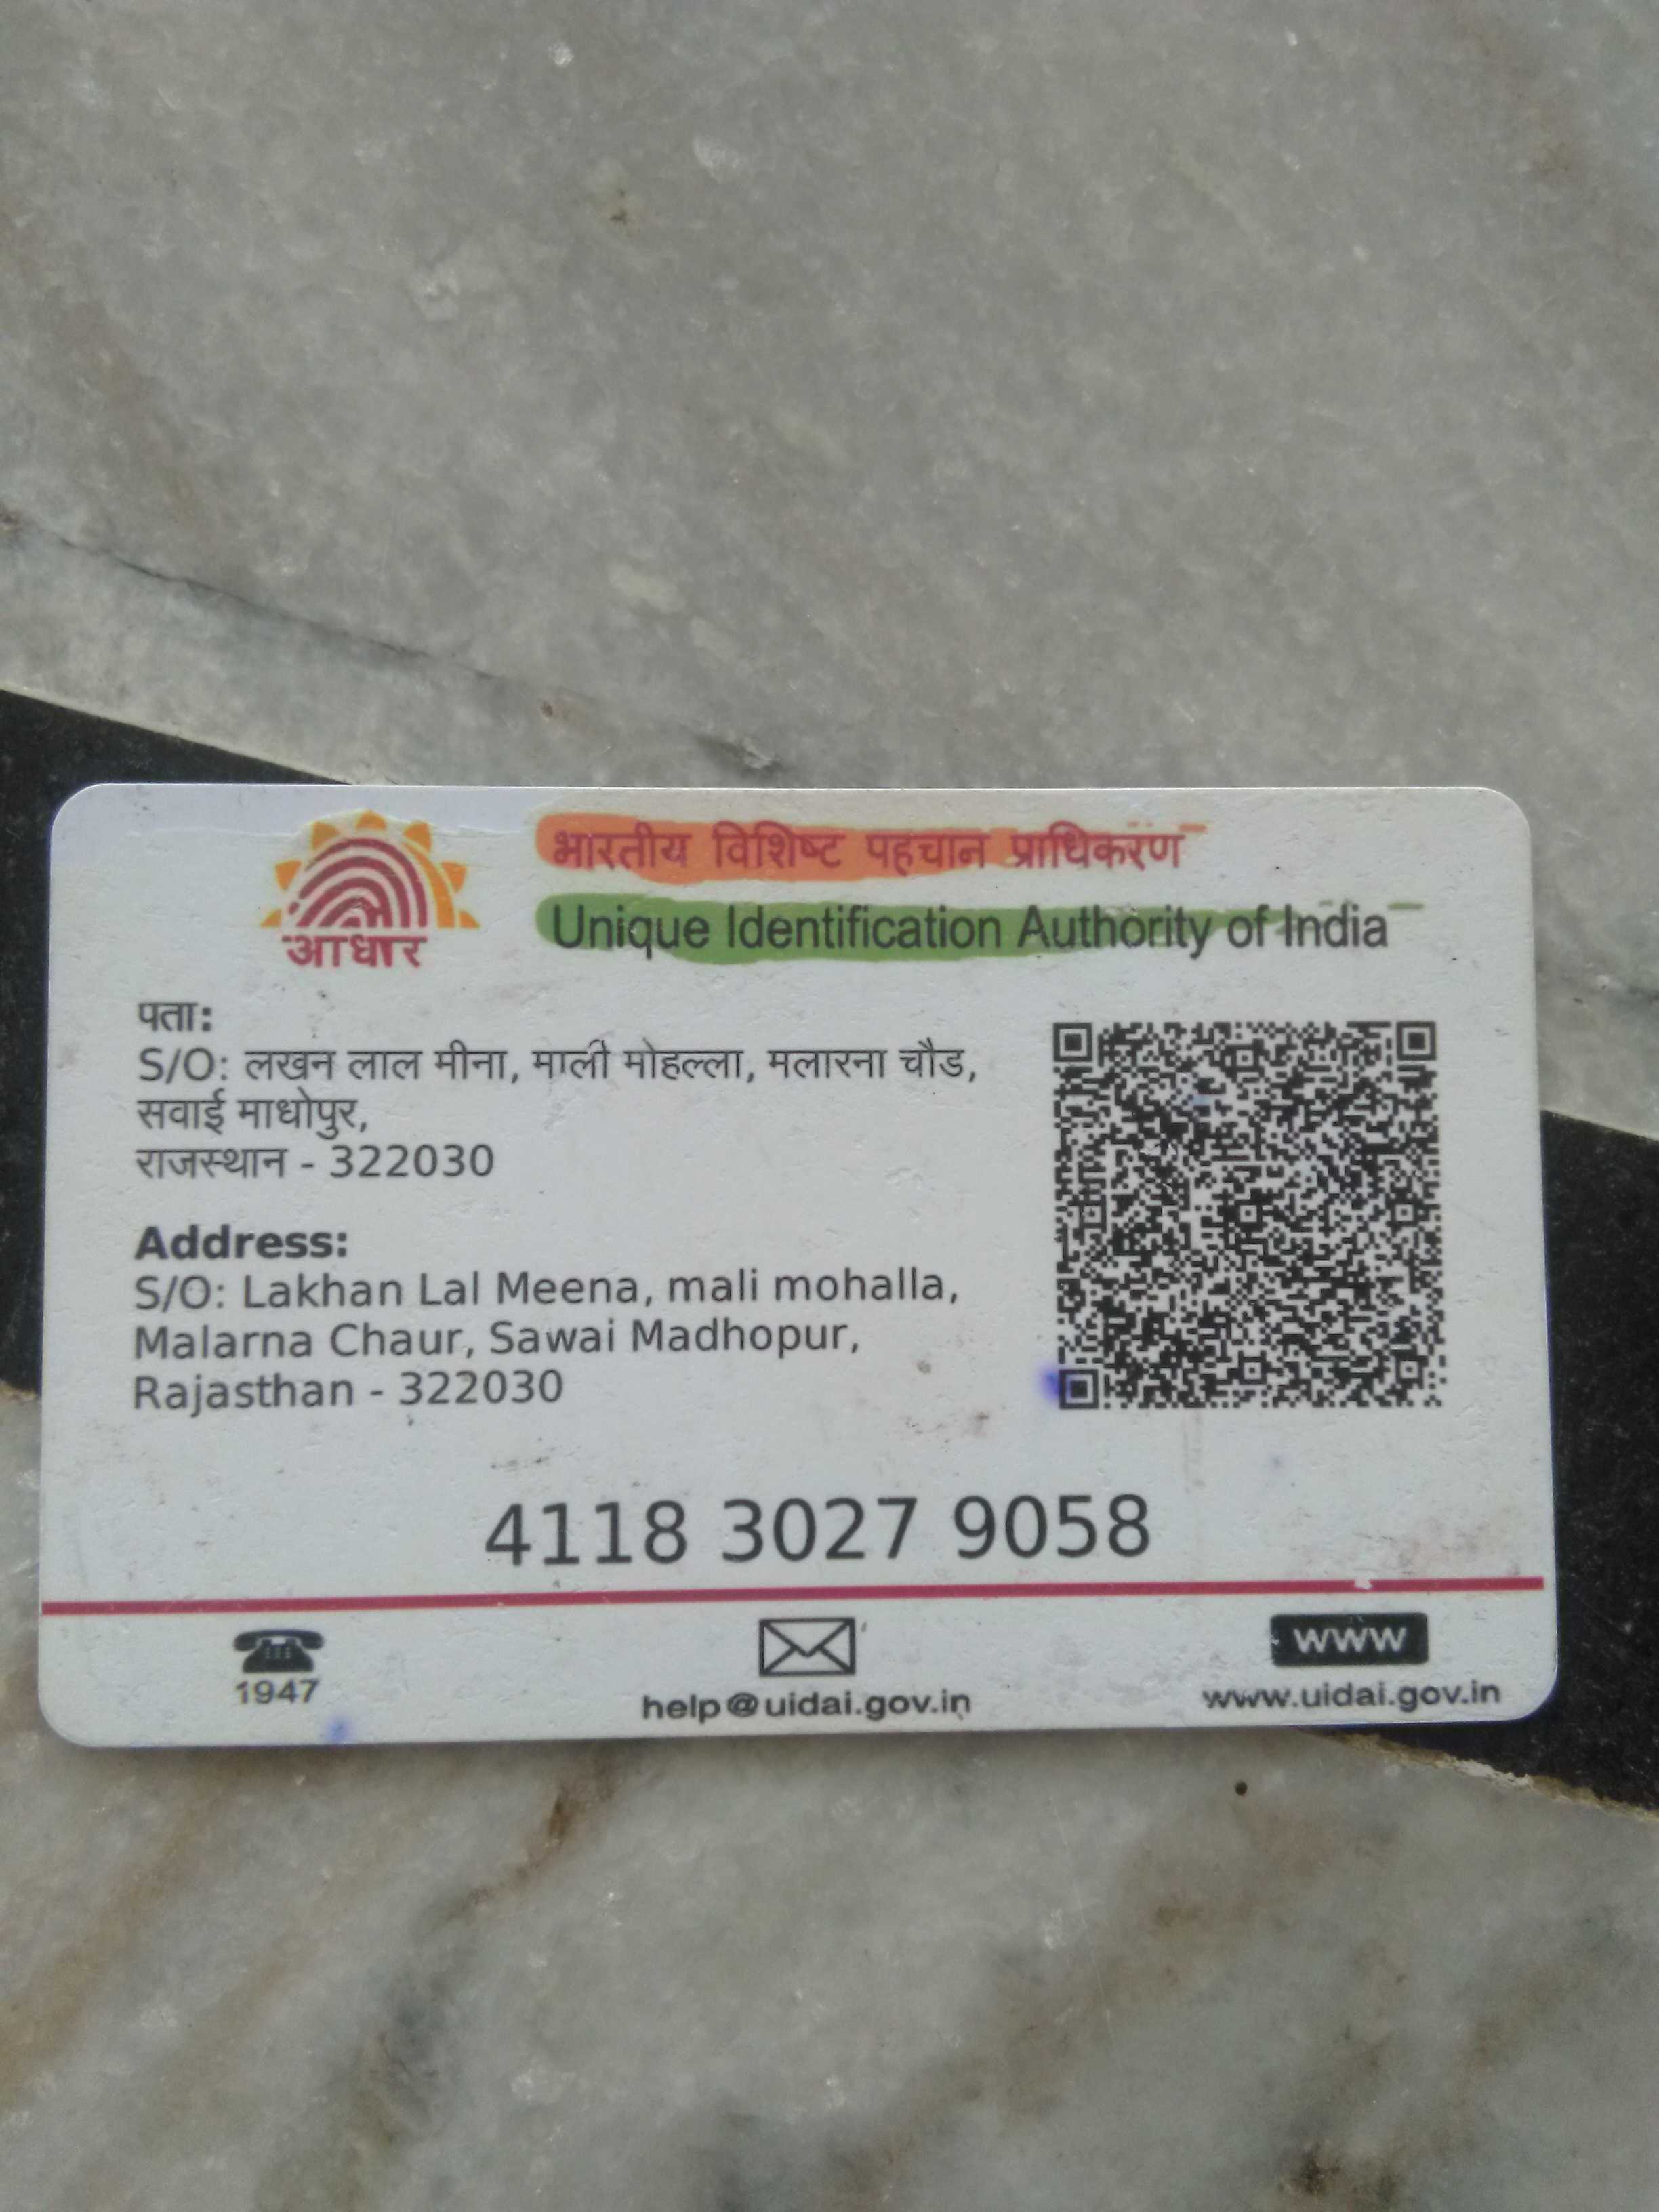 भारतीय विशिष्ट पहचान प्राधिकरण
Unique Identification Authority of India
आधार
पता:
S/O: लखन लाल मीना, माली मोहल्ला, मलारना चौड,
सवाई माधोपुर,
राजस्थान - 322030
Address:
S/O: Lakhan Lal Meena, mali mohalla,
Malarna Chaur, Sawai Madhopur,
Rajasthan - 322030
4118 3027 9058
1947
help@uidai.gov.in
WWW
www.uidai.gov.in